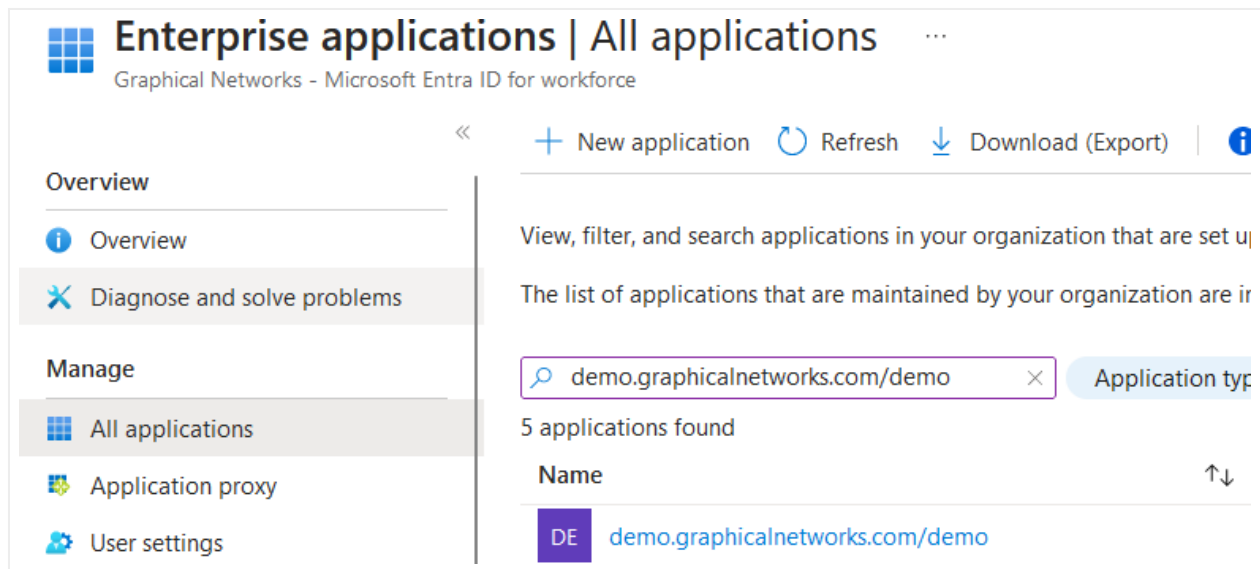 Enterprise applications | All applications ...
Graphical Networks - Microsoft Entra ID for workforce
«
New application Refresh Download (Export)
Overview
Overview
Diagnose and solve problems
Manage
All applications
Application proxy
User settings
View, filter, and search applications in your organization that are set
The list of applications that are maintained by your organization are
demo.graphicalnetworks.com/demo
Application
5 applications found
Name
DE demo.graphicalnetworks.com/demo